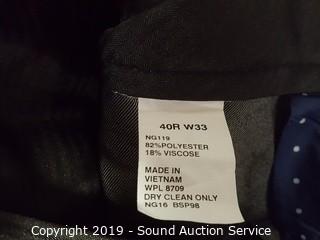 40R W33
NG119
82%POLYESTER
18% VISCOSE
MADE IN
VIETNAM
WPL 8709
DRY CLEAN ONLY
NG16 BSP98
Copyright 2019 - Sound Auction Service